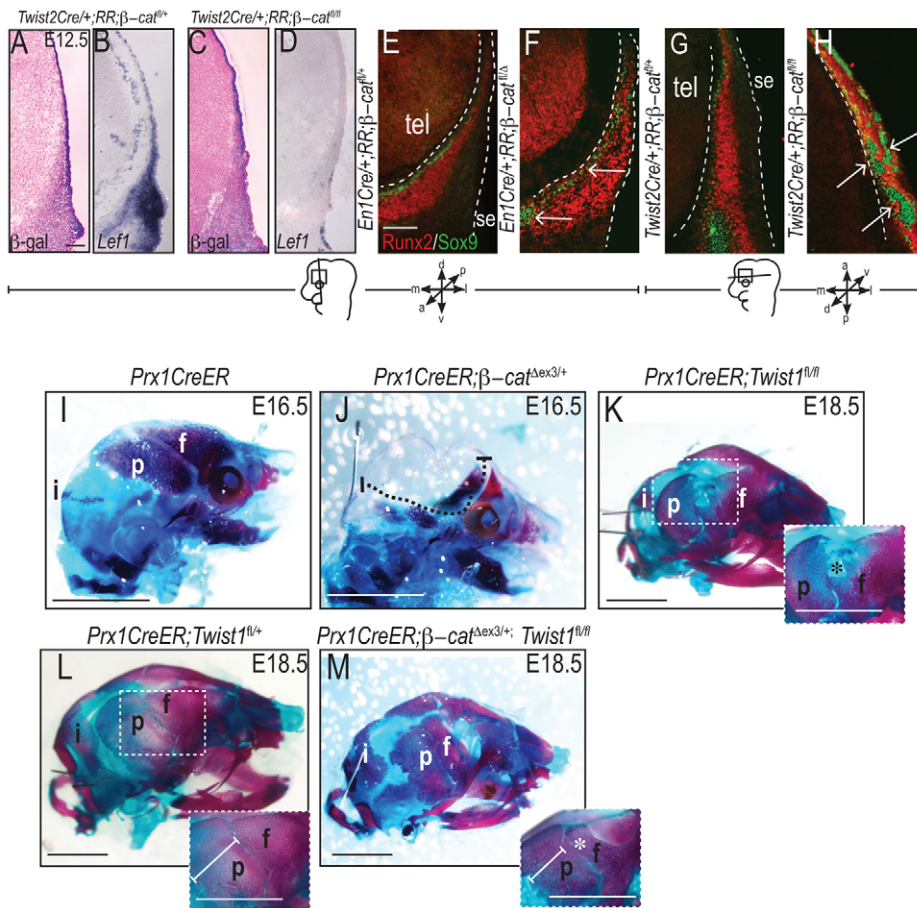 Twist2Cre/+;RR;β–cat fl/+
Twist2Cre/+;RR;β-cat fl/fl
A
E12.5
β-gal
B
Lef1
C
β-gal
D
Lef1
En1Cre/+;RR;β-cat fl/+
E
tel
se
Runx2/Sox9
En1Cre/+;RR;β-cat fl/Δ
F
Twist2Cre/+;RR;β-cat fl/+
G
tel
se
Twist2Cre/+;RR;β-cat fl/fl
H
d
p
m
l
a
v
a
v
m
l
d
p
Prx1CreER
I
E16.5
i
p
f
Prx1CreER;β–cat Δex3/+
J
E16.5
Prx1CreER;Twist1 fl/fl
K
E18.5
i
p
f
p
*
f
Prx1CreER;Twist1 fl/+
L
E18.5
i
p
f
p
f
Prx1CreER;β–cat Δex3/+; Twist1 fl/fl
M
E18.5
i
p
f
p
*
f